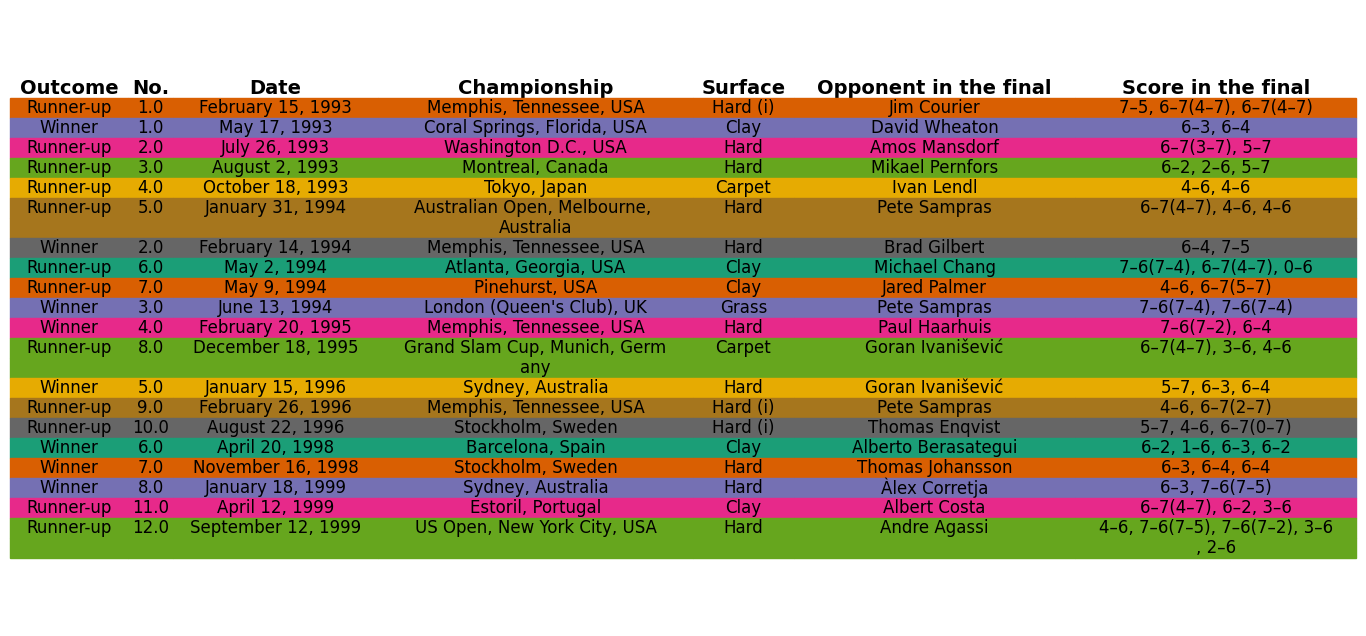 Outcome No. Date Championship Surface Opponent in the final Score in the final
Runner-up 1.0 February 15, 1993 Memphis, Tennessee, USA Hard (i) Jim Courier 7–5, 6–7(4–7), 6–7(4–7)
Winner 1.0 May 17, 1993 Coral Springs, Florida, USA Clay David Wheaton 6–3, 6–4
Runner-up 2.0 July 26, 1993 Washington D.C., USA Hard Amos Mansdorf 6–7(3–7), 5–7
Runner-up 3.0 August 2, 1993 Montreal, Canada Hard Mikael Pernfors 6–2, 2–6, 5–7
Runner-up 4.0 October 18, 1993 Tokyo, Japan Carpet Ivan Lendl 4–6, 4–6
Runner-up 5.0 January 31, 1994 Australian Open, Melbourne, Hard Pete Sampras 6–7(4–7), 4–6, 4–6
Australia
Winner 2.0 February 14, 1994 Memphis, Tennessee, USA Hard Brad Gilbert 6–4, 7–5
Runner-up 6.0 May 2, 1994 Atlanta, Georgia, USA Clay Michael Chang 7–6(7–4), 6–7(4–7), 0–6
Runner-up 7.0 May 9, 1994 Pinehurst, USA Clay Jared Palmer 4–6, 6–7(5–7)
Winner 3.0 June 13, 1994 London (Queen's Club), UK Grass Pete Sampras 7–6(7–4), 7–6(7–4)
Winner 4.0 February 20, 1995 Memphis, Tennessee, USA Hard Paul Haarhuis 7–6(7–2), 6–4
Runner-up 8.0 December 18, 1995 Grand Slam Cup, Munich, Germ Carpet Goran Ivanišević 6–7(4–7), 3–6, 4–6
any
Winner 5.0 January 15, 1996 Sydney, Australia Hard Goran Ivanišević 5–7, 6–3, 6–4
Runner-up 9.0 February 26, 1996 Memphis, Tennessee, USA Hard (i) Pete Sampras 4–6, 6–7(2–7)
Runner-up 10.0 August 22, 1996 Stockholm, Sweden Hard (i) Thomas Enqvist 5–7, 4–6, 6–7(0–7)
Winner 6.0 April 20, 1998 Barcelona, Spain Clay Alberto Berasategui 6–2, 1–6, 6–3, 6–2
Winner 7.0 November 16, 1998 Stockholm, Sweden Hard Thomas Johansson 6–3, 6–4, 6–4
Winner 8.0 January 18, 1999 Sydney, Australia Hard Àlex Corretja 6–3, 7–6(7–5)
Runner-up 11.0 April 12, 1999 Estoril, Portugal Clay Albert Costa 6–7(4–7), 6–2, 3–6
Runner-up 12.0 September 12, 1999 US Open, New York City, USA Hard Andre Agassi 4–6, 7–6(7–5), 7–6(7–2), 3–6
, 2–6